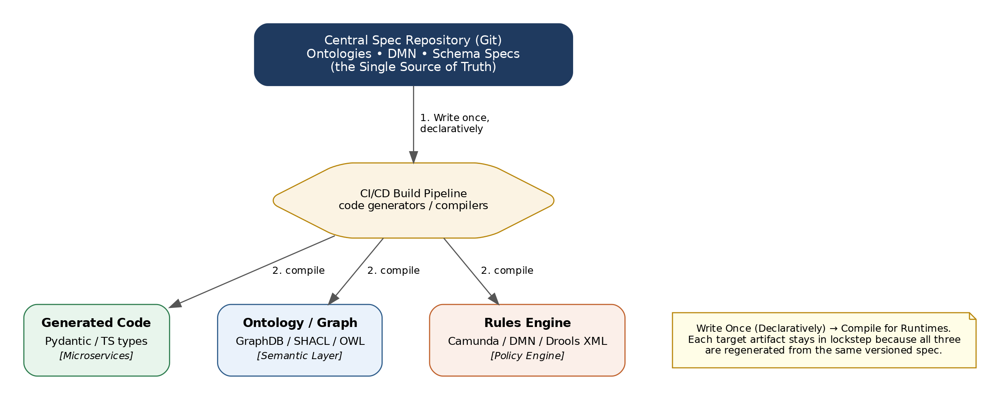 Central Spec Repository (Git)
Ontologies • DMN • Schema Specs
(the Single Source of Truth)
1. Write once,
declaratively
CI/CD Build Pipeline
code generators / compilers
2. compile
2. compile
2. compile
Generated Code
Pydantic / TS types
[Microservices]
Ontology / Graph
GraphDB / SHACL / OWL
[Semantic Layer]
Rules Engine
Camunda / DMN / Drools XML
[Policy Engine]
Write Once (Declaratively) → Compile for Runtimes.
Each target artifact stays in lockstep because all three
are regenerated from the same versioned spec.